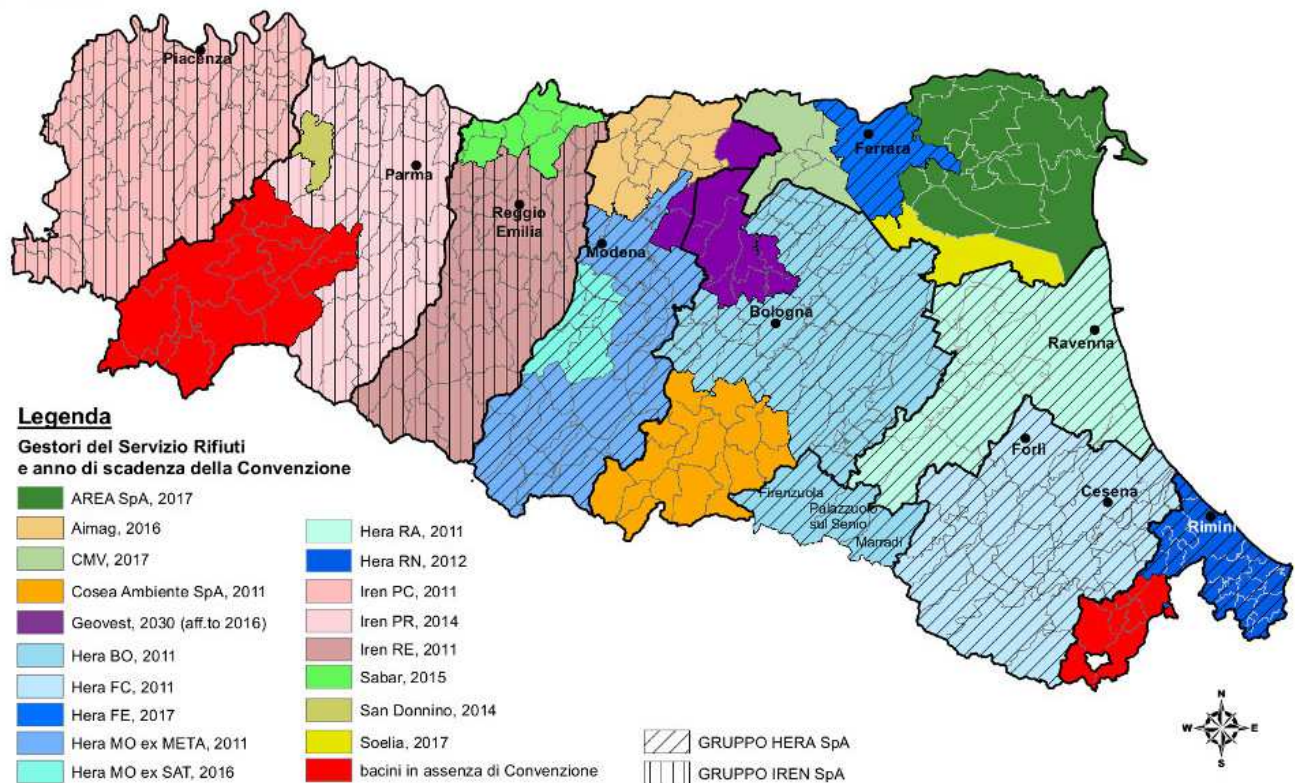 Piacenza
Parma
Reggio
Emilia
Modena
Ferrara
Bologna
Ravenna
Forlì
Cesena
Rimini
Firenzuola
Palazzuolo
sul Senio
Marradi
Legenda
Gestori del Servizio Rifiuti
e anno di scadenza della Convenzione
AREA SpA, 2017
Aimag, 2016
CMV, 2017
Cosea Ambiente SpA, 2011
Geovest, 2030 (aff.to 2016)
Hera BO, 2011
Hera FC, 2011
Hera FE, 2017
Hera MO ex META, 2011
Hera MO ex SAT, 2016
Hera RA, 2011
Hera RN, 2012
Iren PC, 2011
Iren PR, 2014
Iren RE, 2011
Sabar, 2015
San Donnino, 2014
Soelia, 2017
bacini in assenza di Convenzione
GRUPPO HERA SpA
GRUPPO IREN SpA
N
W E
S